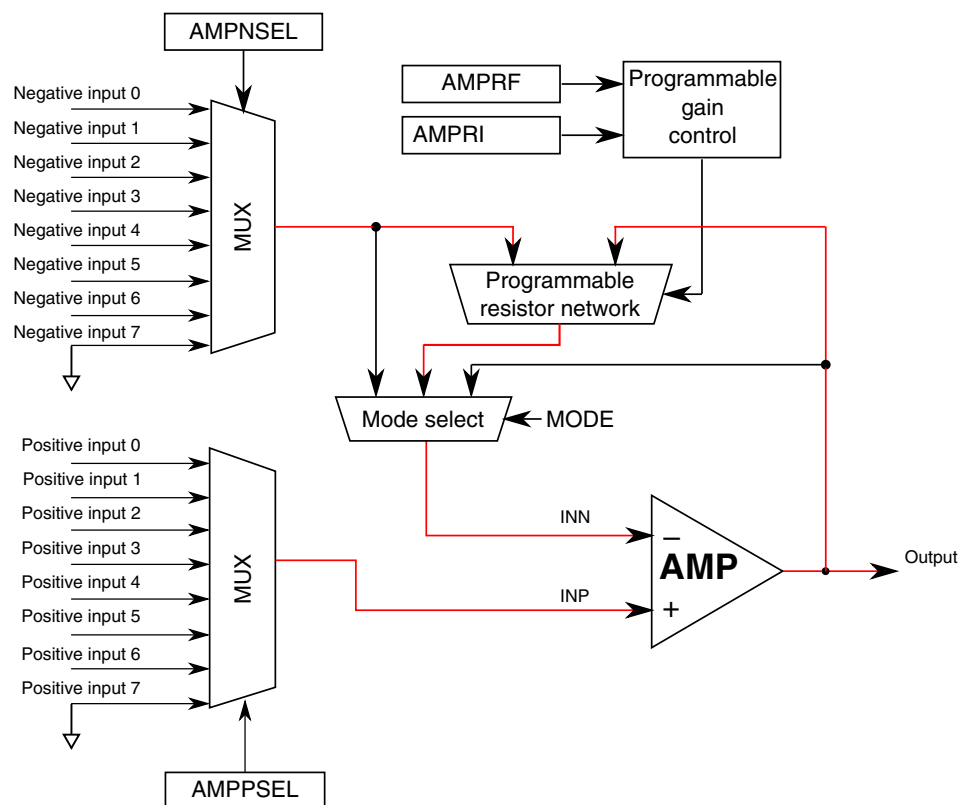 AMPNSEL
Negative input 0
Negative input 1
Negative input 2
Negative input 3
Negative input 4
Negative input 5
Negative input 6
Negative input 7
MUX
AMPRF
AMPRI
Programmable
gain
control
Programmable
resistor network
Mode select
MODE
Positive input 0
Positive input 1
Positive input 2
Positive input 3
Positive input 4
Positive input 5
Positive input 6
Positive input 7
MUX
INN
INP
−
AMP
+
Output
AMPPSEL